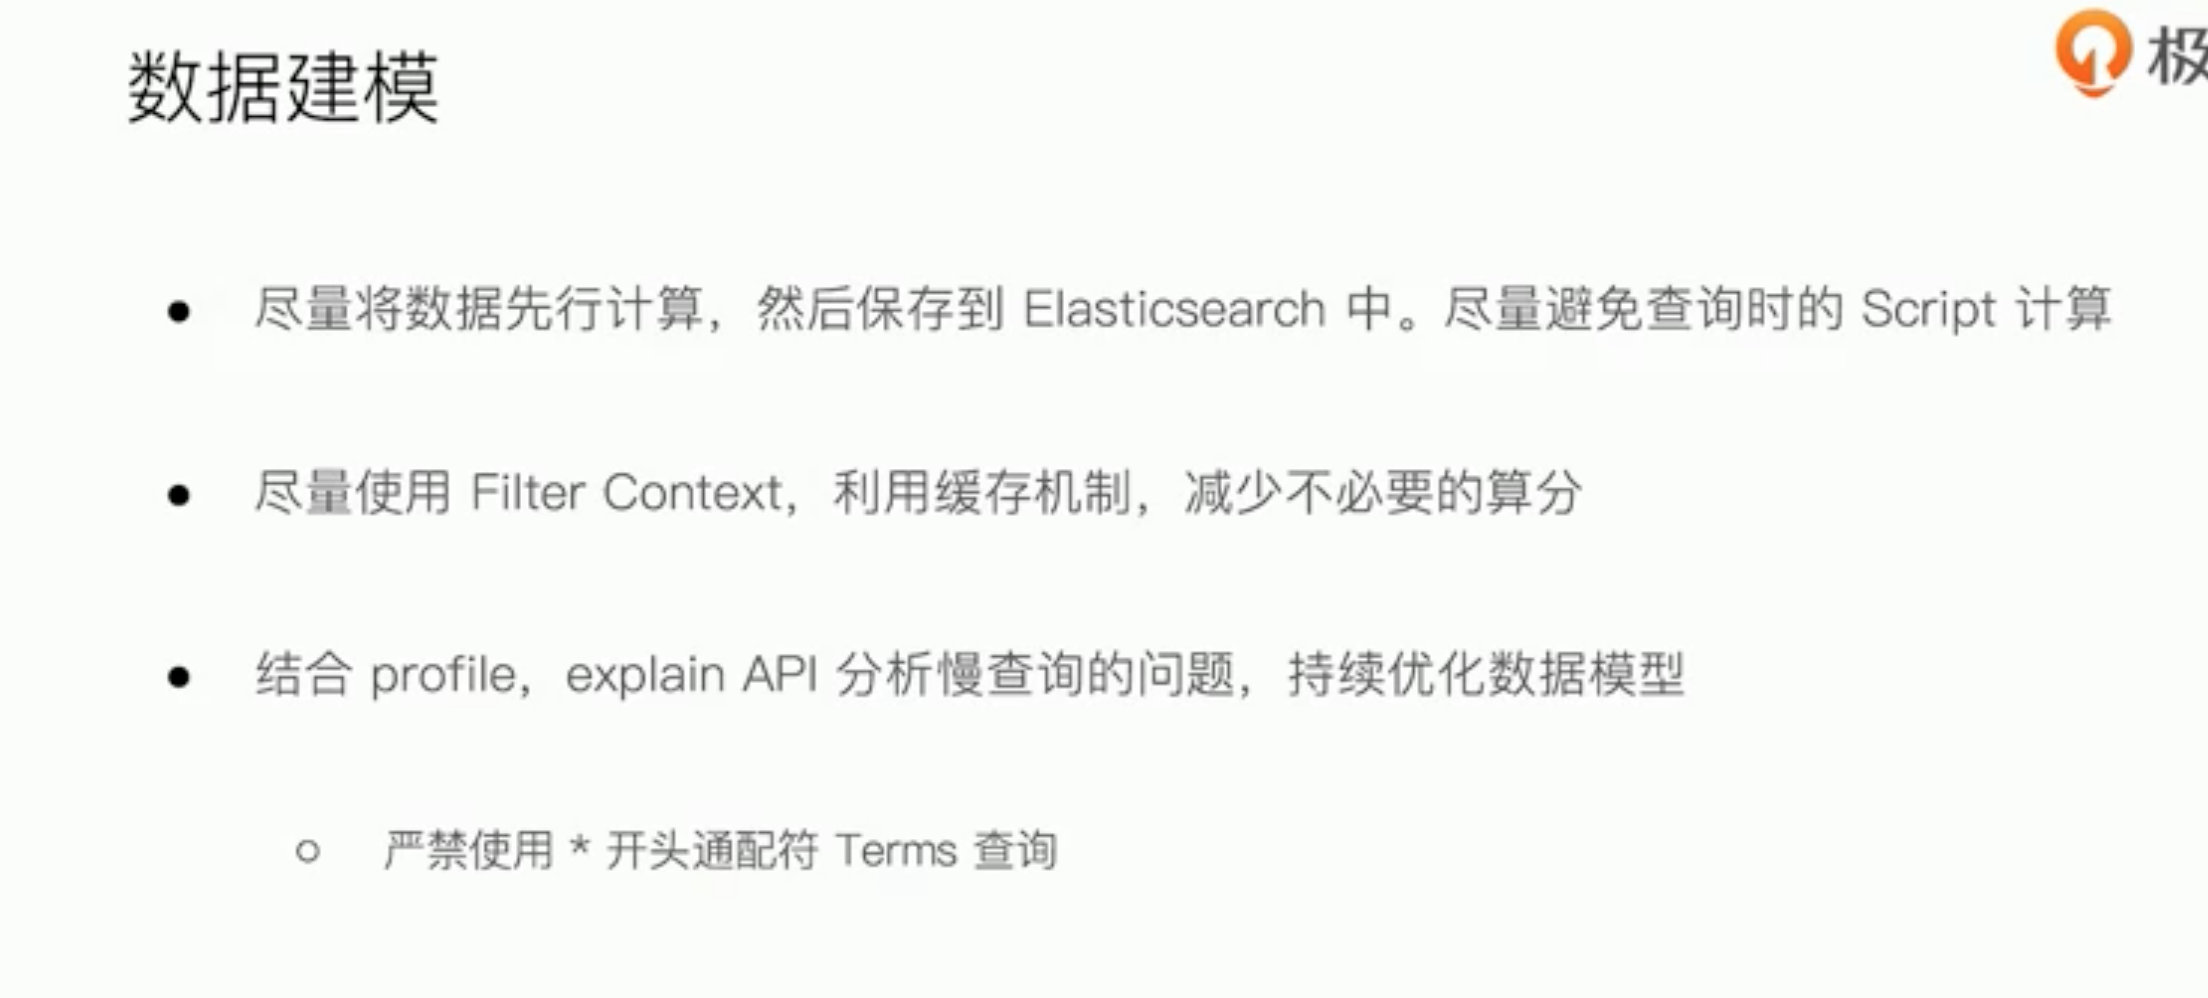 数据建模
极
● 尽量将数据先行计算，然后保存到 Elasticsearch 中。尽量避免查询时的 Script 计算
● 尽量使用 Filter Context，利用缓存机制，减少不必要的算分
● 结合 profile，explain API 分析慢查询的问题，持续优化数据模型
○ 严禁使用 * 开头通配符 Terms 查询